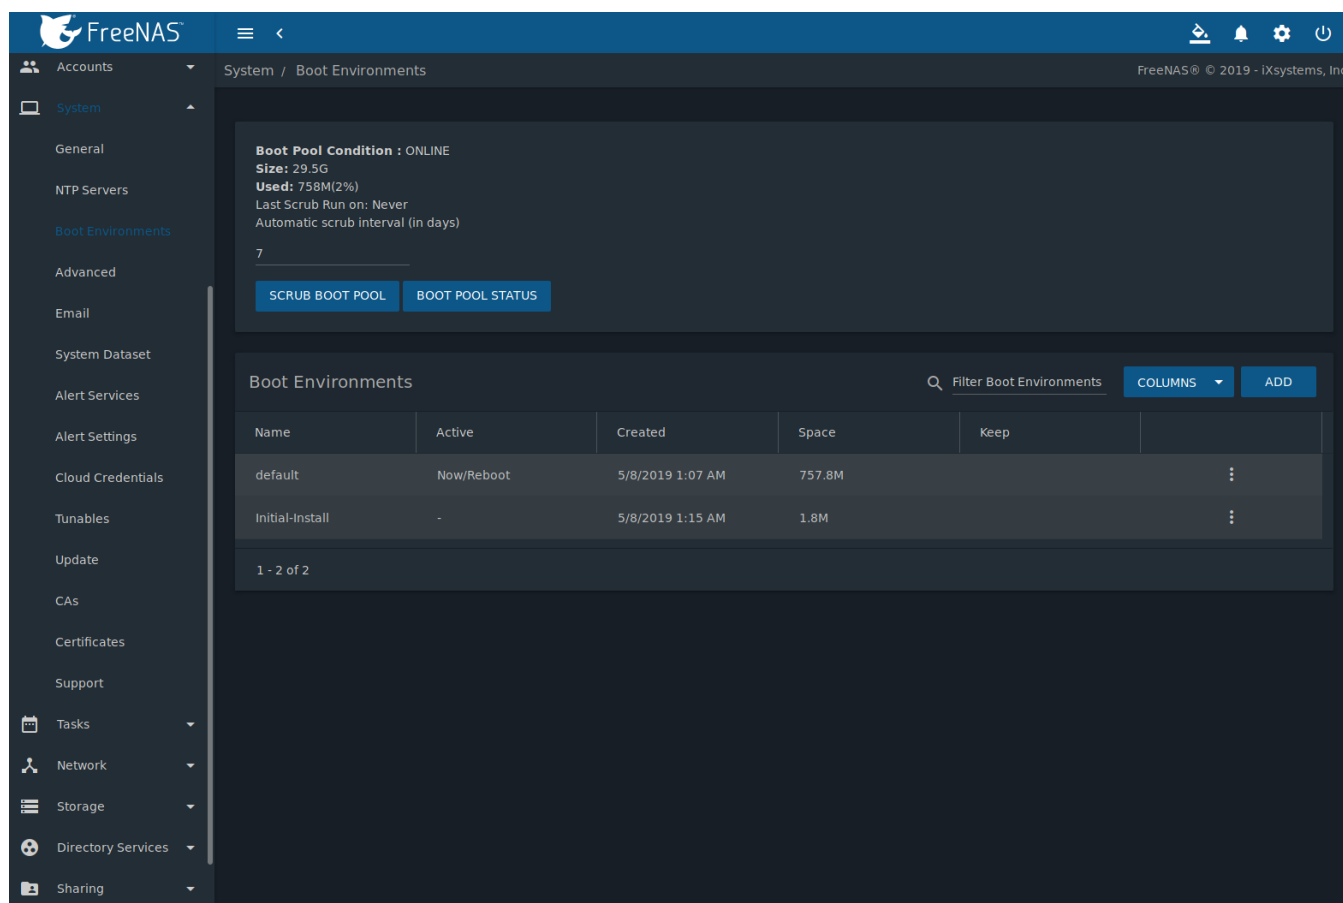 FreeNAS™
Accounts
System
General
NTP Servers
Boot Environments
Advanced
Email
System Dataset
Alert Services
Alert Settings
Cloud Credentials
Tunables
Update
CAs
Certificates
Support
Tasks
Network
Storage
Directory Services
Sharing
System / Boot Environments
FreeNAS® © 2019 - iXsystems, Inc
Boot Pool Condition : ONLINE
Size: 29.5G
Used: 758M(2%)
Last Scrub Run on: Never
Automatic scrub interval (in days)
7
SCRUB BOOT POOL BOOT POOL STATUS
Boot Environments Filter Boot Environments COLUMNS ADD
Name Active Created Space Keep
default Now/Reboot 5/8/2019 1:07 AM 757.8M
Initial-Install - 5/8/2019 1:15 AM 1.8M
1 - 2 of 2